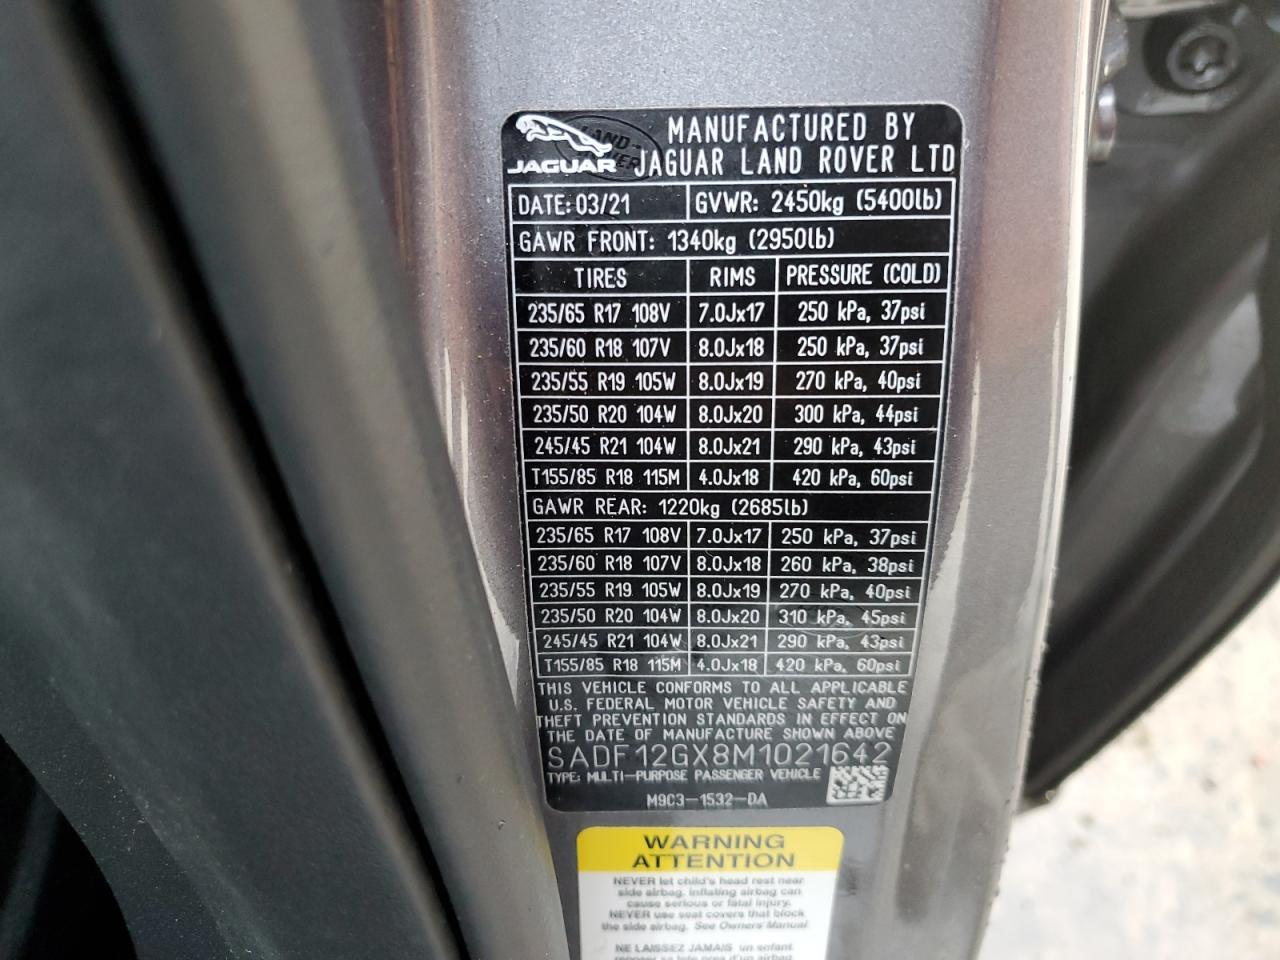 JAGUAR
LAND-
ROVER
MANUFACTURED BY
JAGUAR LAND ROVER LTD
DATE: 03/21 GVWR: 2450kg (5400lb)
GAWR FRONT: 1340kg (2950lb)
TIRES RIMS PRESSURE (COLD)
235/65 R17 108V 7.0Jx17 250 kPa, 37psi
235/60 R18 107V 8.0Jx18 250 kPa, 37psi
235/55 R19 105W 8.0Jx19 270 kPa, 40psi
235/50 R20 104W 8.0Jx20 300 kPa, 44psi
245/45 R21 104W 8.0Jx21 290 kPa, 43psi
T155/85 R18 115M 4.0Jx18 420 kPa, 60psi
GAWR REAR: 1220kg (2685lb)
235/65 R17 108V 7.0Jx17 250 kPa, 37psi
235/60 R18 107V 8.0Jx18 260 kPa, 38psi
235/55 R19 105W 8.0Jx19 270 kPa, 40psi
235/50 R20 104W 8.0Jx20 310 kPa, 45psi
245/45 R21 104W 8.0Jx21 290 kPa, 43psi
T155/85 R18 115M 4.0Jx18 420 kPa, 60psi
THIS VEHICLE CONFORMS TO ALL APPLICABLE
U.S. FEDERAL MOTOR VEHICLE SAFETY AND
THEFT PREVENTION STANDARDS IN EFFECT ON
THE DATE OF MANUFACTURE SHOWN ABOVE
SADF12GX8M1021642
TYPE: MULTI-PURPOSE PASSENGER VEHICLE
M9C3-1532-DA
WARNING
ATTENTION
NEVER let child's head rest near
side airbag. Inflating airbag can
cause serious or fatal injury.
NEVER use seat covers that block
the side airbag. See Owners Manual
NE LAISSEZ JAMAIS un enfant
reposer sa tete pres d'un airbag